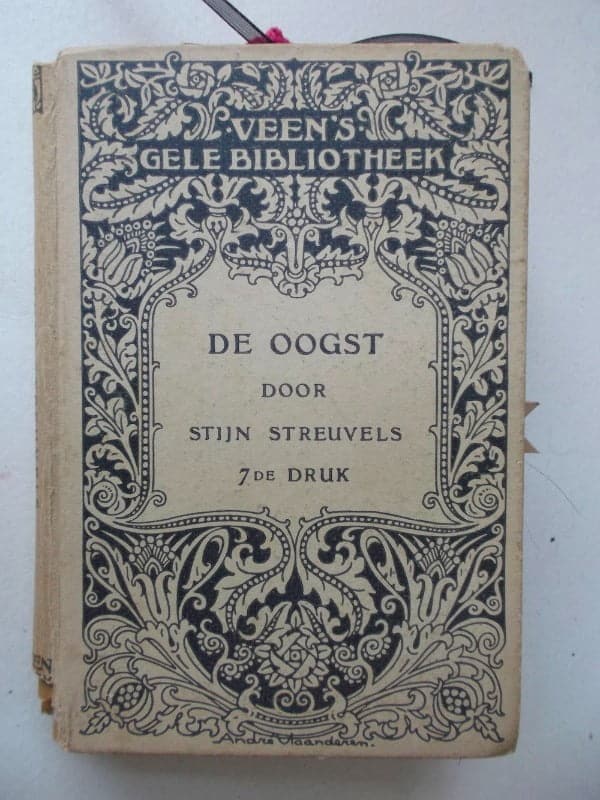 ·VEEN'S·
GELE BIBLIOTHEEK
DE OOGST
DOOR
STIJN STREUVELS
7DE DRUK
André Vlaanderen.